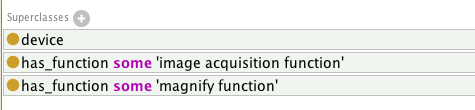 Superclasses
device
has_function some 'image acquisition function'
has_function some 'magnify function'